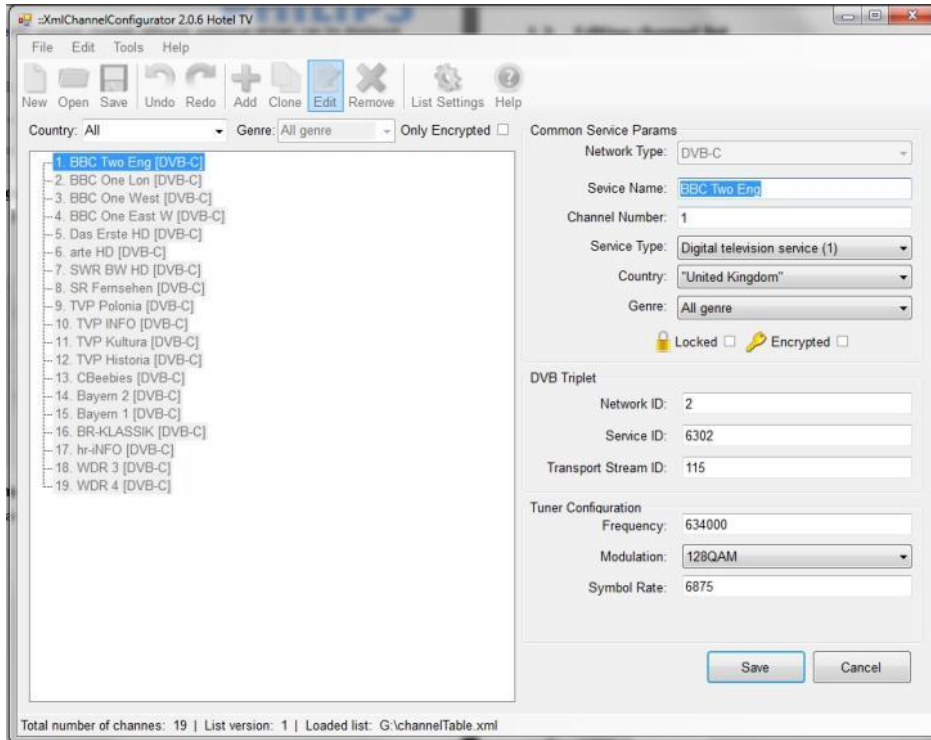 ::XmlChannelConfigurator 2.0.6 Hotel TV
File Edit Tools Help
New Open Save Undo Redo Add Clone Edit Remove List Settings Help
Country: All Genre: All genre Only Encrypted
1. BBC Two Eng [DVB-C]
2. BBC One Lon [DVB-C]
3. BBC One West [DVB-C]
4. BBC One East W [DVB-C]
5. Das Erste HD [DVB-C]
6. arte HD [DVB-C]
7. SWR BW HD [DVB-C]
8. SR Fernsehen [DVB-C]
9. TVP Polonia [DVB-C]
10. TVP INFO [DVB-C]
11. TVP Kultura [DVB-C]
12. TVP Historia [DVB-C]
13. CBeebies [DVB-C]
14. Bayern 2 [DVB-C]
15. Bayern 1 [DVB-C]
16. BR-KLASSIK [DVB-C]
17. hr-iNFO [DVB-C]
18. WDR 3 [DVB-C]
19. WDR 4 [DVB-C]
Common Service Params
Network Type: DVB-C
Sevice Name: BBC Two Eng
Channel Number: 1
Service Type: Digital television service (1)
Country: "United Kingdom"
Genre: All genre
Locked Encrypted
DVB Triplet
Network ID: 2
Service ID: 6302
Transport Stream ID: 115
Tuner Configuration
Frequency: 634000
Modulation: 128QAM
Symbol Rate: 6875
Save Cancel
Total number of channes: 19 | List version: 1 | Loaded list: G:\channelTable.xml